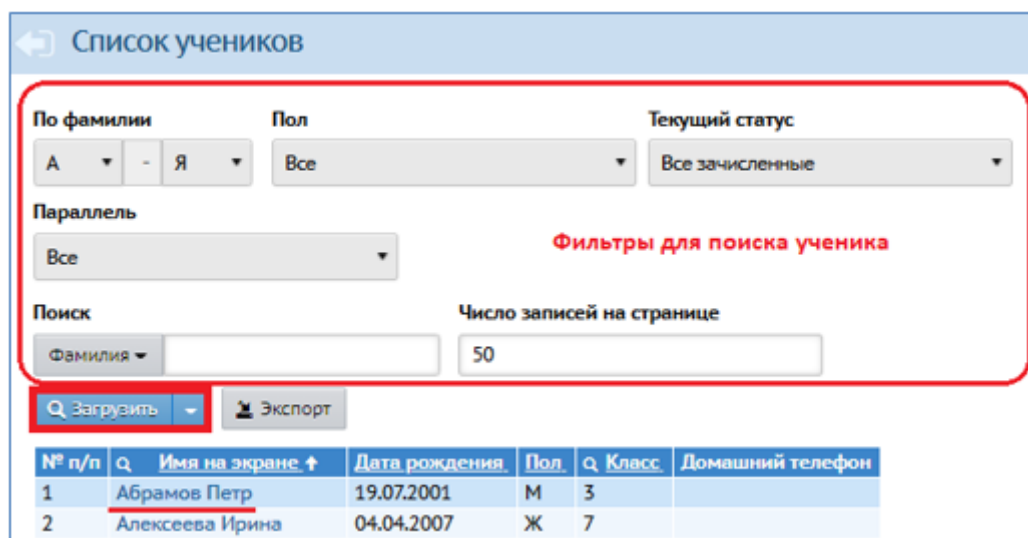 Список учеников
По фамилии Пол Текущий статус
А - Я Все Все зачисленные
Параллель
Все Фильтры для поиска ученика
Поиск Число записей на странице
Фамилия 50
Загрузить Экспорт
№ п/п Имя на экране Дата рождения Пол Класс Домашний телефон
1 Абрамов Петр 19.07.2001 М 3
2 Алексеева Ирина 04.04.2007 Ж 7